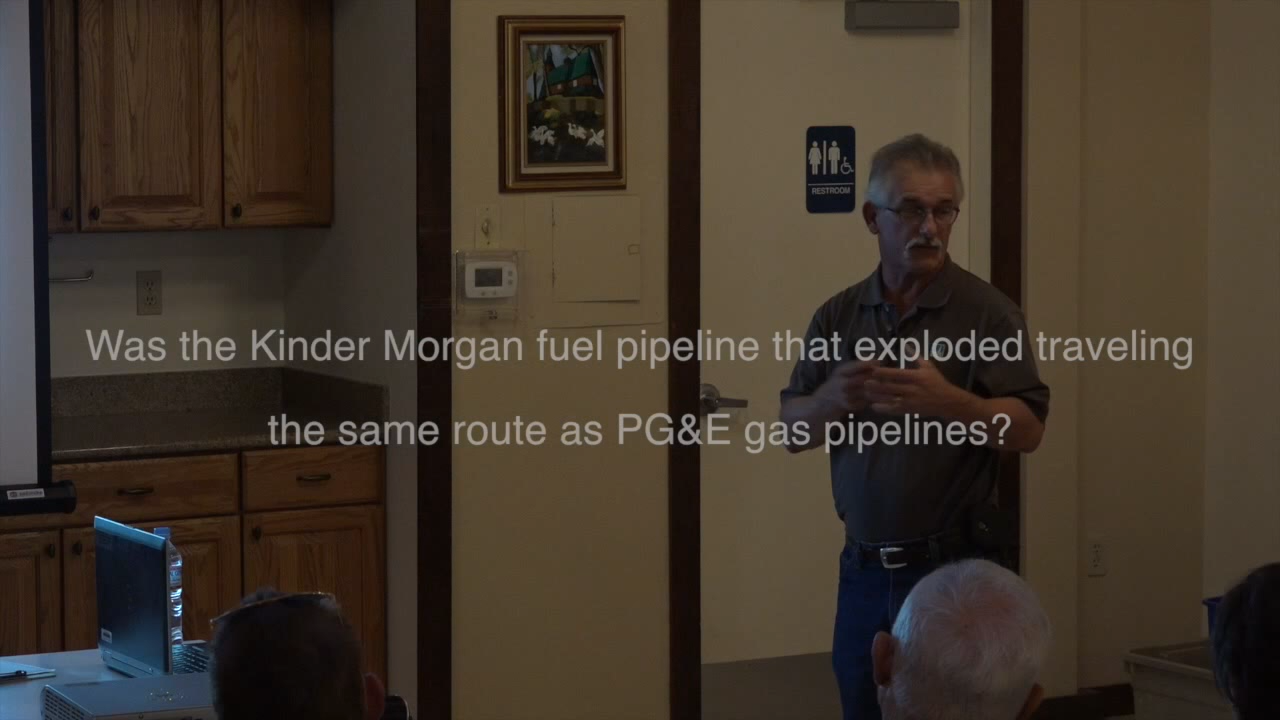 RESTROOM
Was the Kinder Morgan fuel pipeline that exploded traveling
the same route as PG&E gas pipelines?